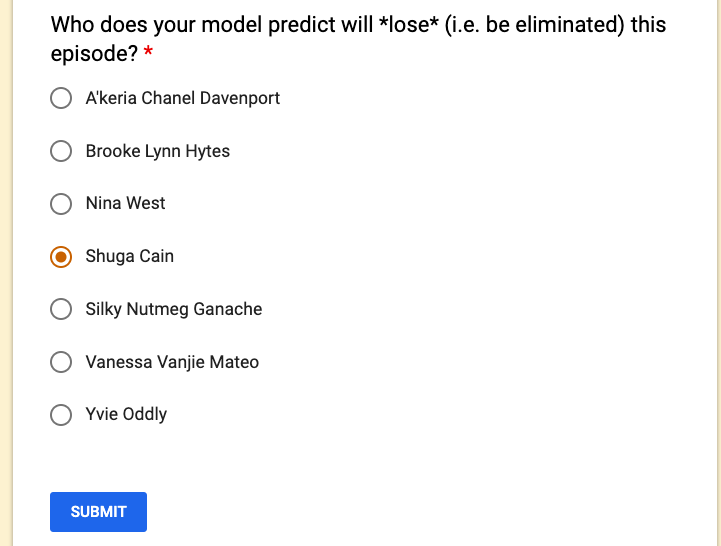 Who does your model predict will *lose* (i.e. be eliminated) this
episode? *
A'keria Chanel Davenport
Brooke Lynn Hytes
Nina West
Shuga Cain
Silky Nutmeg Ganache
Vanessa Vanjie Mateo
Yvie Oddly
SUBMIT